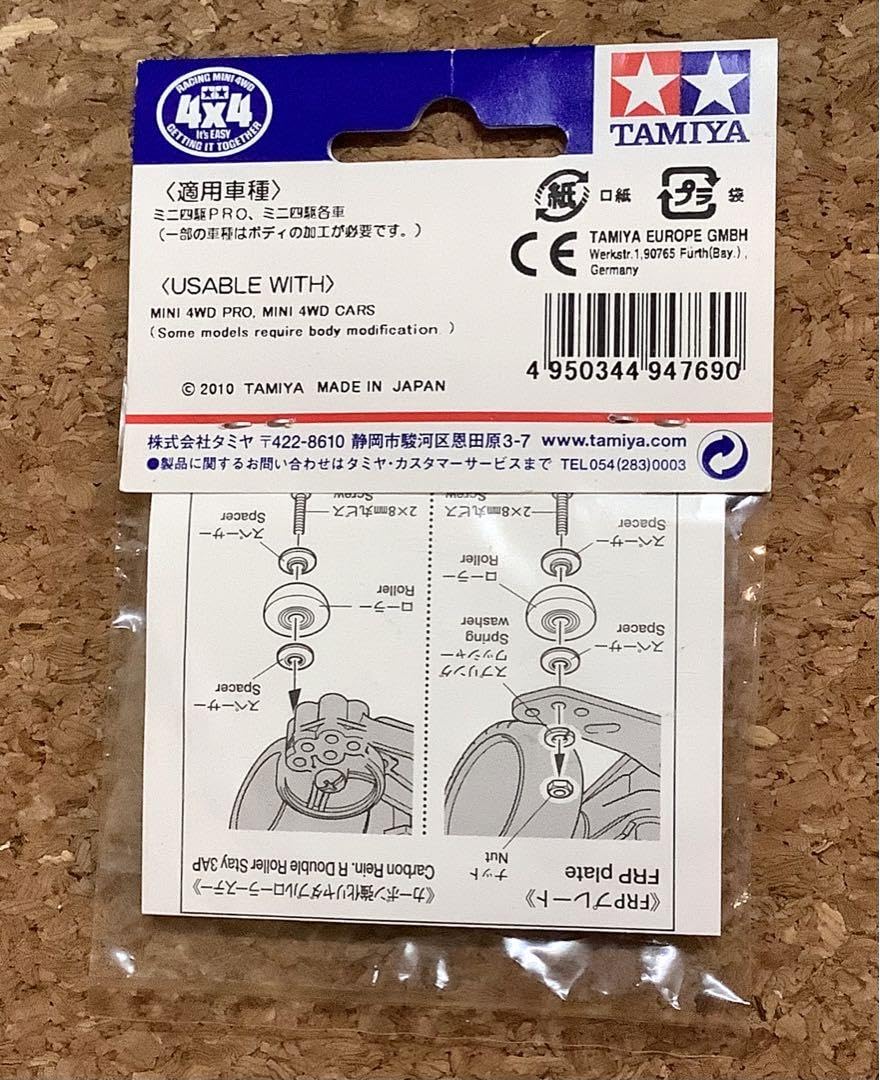 RACING MINI 4WD
4x4
It's EASY
GETTING IT TOGETHER
TAMIYA
〈適用車種〉
ミニ四駆PRO、ミニ四駆各車
(一部の車種はボディの加工が必要です。)
〈USABLE WITH〉
MINI 4WD PRO, MINI 4WD CARS
(Some models require body modification.)
© 2010 TAMIYA MADE IN JAPAN
紙 口紙 プラ 袋
CE TAMIYA EUROPE GMBH
Werkstr.1,90765 Fürth(Bay.),
Germany
4 950344 947690
株式会社タミヤ 〒422-8610 静岡市駿河区恩田原3-7 www.tamiya.com
●製品に関するお問い合わせはタミヤ・カスタマーサービスまで TEL054(283)0003
《FRPプレート》
FRP plate
ナット
Nut
スプリング
ワッシャー
Spring
washer
スペーサー
Spacer
ローラー
Roller
スペーサー
Spacer
2×8mm丸ビス
Screw
《カーボン強化リヤダブルローラーステー》
Carbon Rein. R Double Roller Stay 3AP
スペーサー
Spacer
ローラー
Roller
スペーサー
Spacer
2×8mm丸ビス
Screw